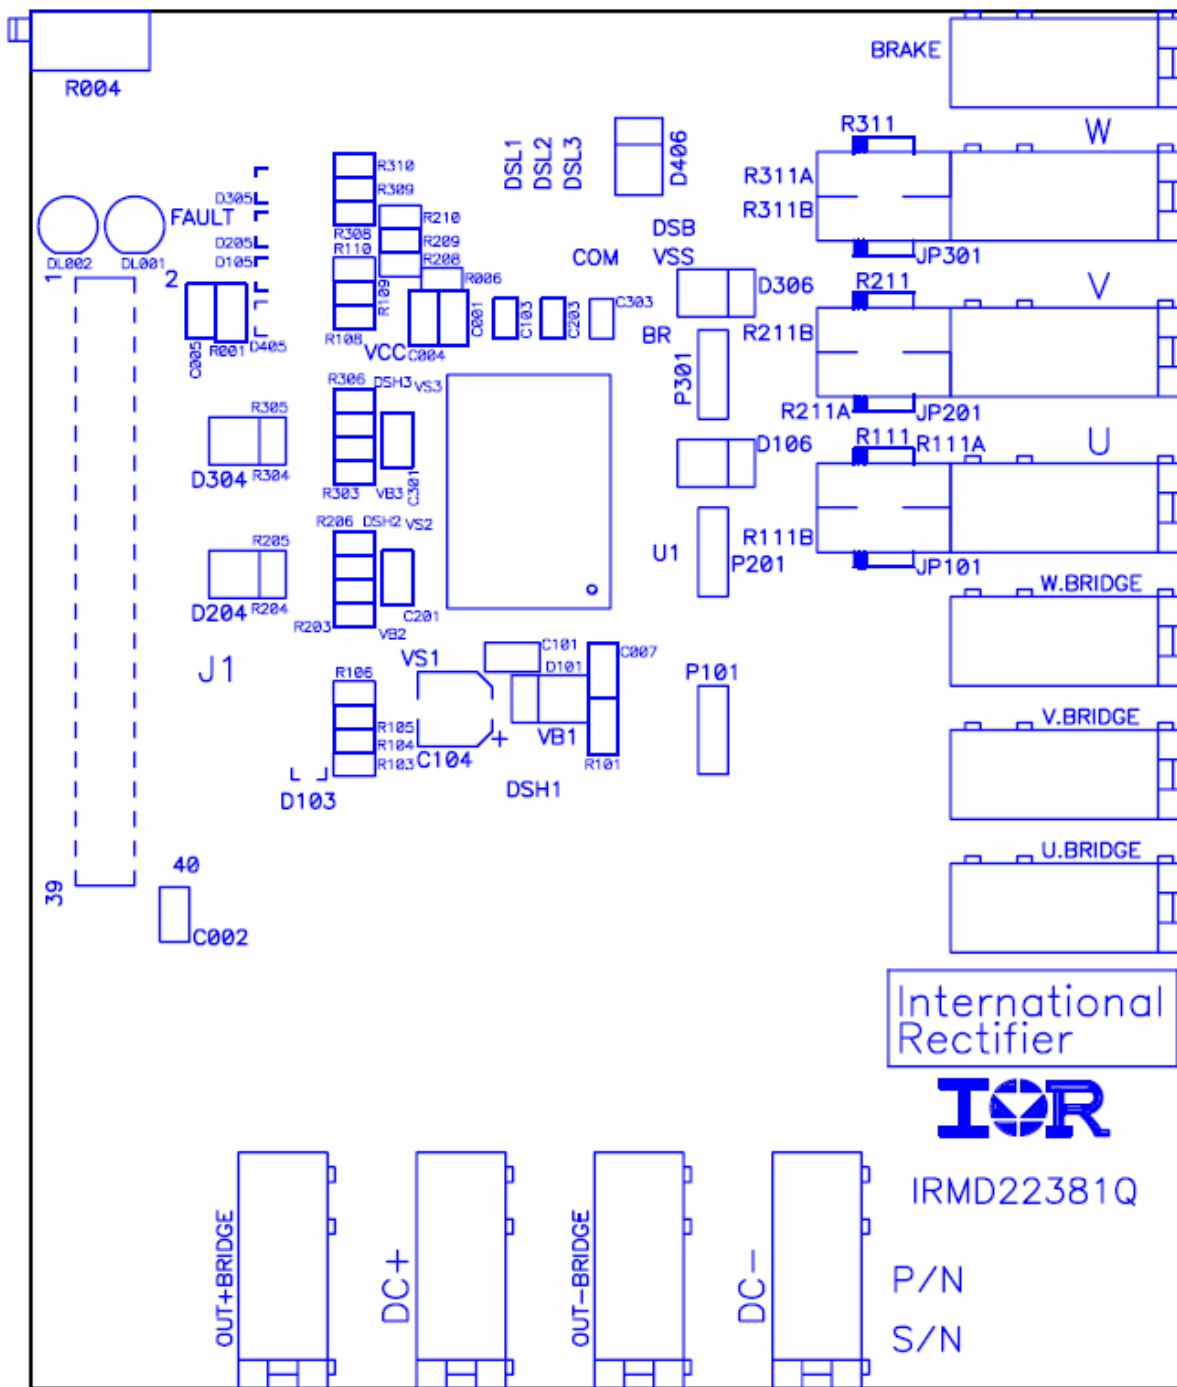 BRAKE
R004
W
R311
DSL1
DSL2
DSL3
D406
R310
R309
R308
R311A
R311B
D305
FAULT
D205
D105
R210
R209
R208
DSB
COM
VSS
JP301
DL002
DL001
1
2
R110
R109
R108
R006
C005
R001
D405
VCC
C004
C001
C103
C203
C303
D306
R211
V
BR
P301
R211B
R211A
JP201
R306
DSH3
VS3
R305
D304
R304
R303
VB3
C301
D106
R111
R111A
U
R206
DSH2
VS2
R205
D204
R204
R203
VB2
C201
U1
P201
R111B
JP101
W.BRIDGE
J1
VS1
C101
C007
D101
R106
P101
R105
R104
R103
C104
+
VB1
R101
V.BRIDGE
D103
DSH1
40
39
U.BRIDGE
C002
International
Rectifier
IOR
IRMD22381Q
OUT+BRIDGE
DC+
OUT-BRIDGE
DC-
P/N
S/N